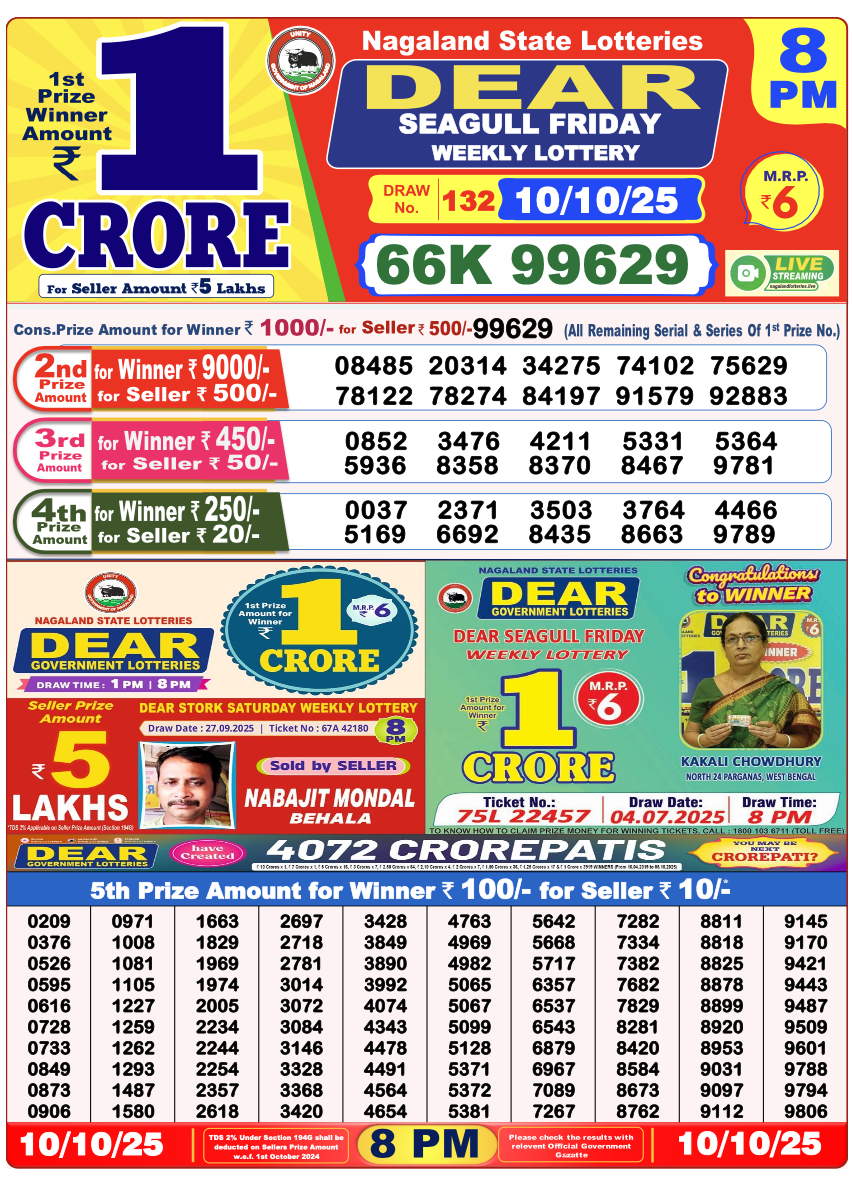 1st
Prize
Winner
Amount
₹
1
CRORE
For Seller Amount ₹5 Lakhs
UNITY
GOVERNMENT OF NAGALAND
Nagaland State Lotteries
DEAR
SEAGULL FRIDAY
WEEKLY LOTTERY
8
PM
DRAW
No.
132
10/10/25
M.R.P.
₹6
66K 99629
LIVE
STREAMING
nagalandlotteries.live
Cons.Prize Amount for Winner ₹ 1000/- for Seller ₹ 500/-99629 (All Remaining Serial & Series Of 1st Prize No.)
2nd
Prize
Amount
for Winner ₹ 9000/-
for Seller ₹ 500/-
08485 20314 34275 74102 75629
78122 78274 84197 91579 92883
3rd
Prize
Amount
for Winner ₹ 450/-
for Seller ₹ 50/-
0852 3476 4211 5331 5364
5936 8358 8370 8467 9781
4th
Prize
Amount
for Winner ₹ 250/-
for Seller ₹ 20/-
0037 2371 3503 3764 4466
5169 6692 8435 8663 9789
UNITY
NAGALAND STATE LOTTERIES
DEAR
GOVERNMENT LOTTERIES
DRAW TIME : 1 PM | 8 PM
1st Prize
Amount for
Winner
₹
1
CRORE
M.R.P.
₹6
Seller Prize
Amount
₹5
LAKHS
*TDS 2% Applicable on Seller Prize Amount (Section 194G)
DEAR STORK SATURDAY WEEKLY LOTTERY
Draw Date : 27.09.2025 | Ticket No : 67A 42180
8
PM
Sold by SELLER
NABAJIT MONDAL
BEHALA
NAGALAND STATE LOTTERIES
DEAR
GOVERNMENT LOTTERIES
DEAR SEAGULL FRIDAY
WEEKLY LOTTERY
1st Prize
Amount for
Winner
₹
1
CRORE
M.R.P.
₹6
Congratulations
to WINNER
KAKALI CHOWDHURY
NORTH 24 PARGANAS, WEST BENGAL
Ticket No.:
75L 22457
Draw Date:
04.07.2025
Draw Time:
8 PM
TO KNOW HOW TO CLAIM PRIZE MONEY FOR WINNING TICKETS, CALL : 1800 103 6711 (TOLL FREE)
DEAR
GOVERNMENT LOTTERIES
have
Created
4072 CROREPATIS
YOU MAY BE
NEXT
CROREPATI?
5th Prize Amount for Winner ₹ 100/- for Seller ₹ 10/-
0209 0971 1663 2697 3428 4763 5642 7282 8811 9145
0376 1008 1829 2718 3849 4969 5668 7334 8818 9170
0526 1081 1969 2781 3890 4982 5717 7382 8825 9421
0595 1105 1974 3014 3992 5065 6357 7682 8878 9443
0616 1227 2005 3072 4074 5067 6537 7829 8899 9487
0728 1259 2234 3084 4343 5099 6543 8281 8920 9509
0733 1262 2244 3146 4478 5128 6879 8420 8953 9601
0849 1293 2254 3328 4491 5371 6967 8584 9031 9788
0873 1487 2357 3368 4564 5372 7089 8673 9097 9794
0906 1580 2618 3420 4654 5381 7267 8762 9112 9806
10/10/25
TDS 2% Under Section 194G shall be
deducted on Sellers Prize Amount
w.e.f. 1st October 2024
8 PM
Please check the results with
relevent Official Government
Gazatte
10/10/25